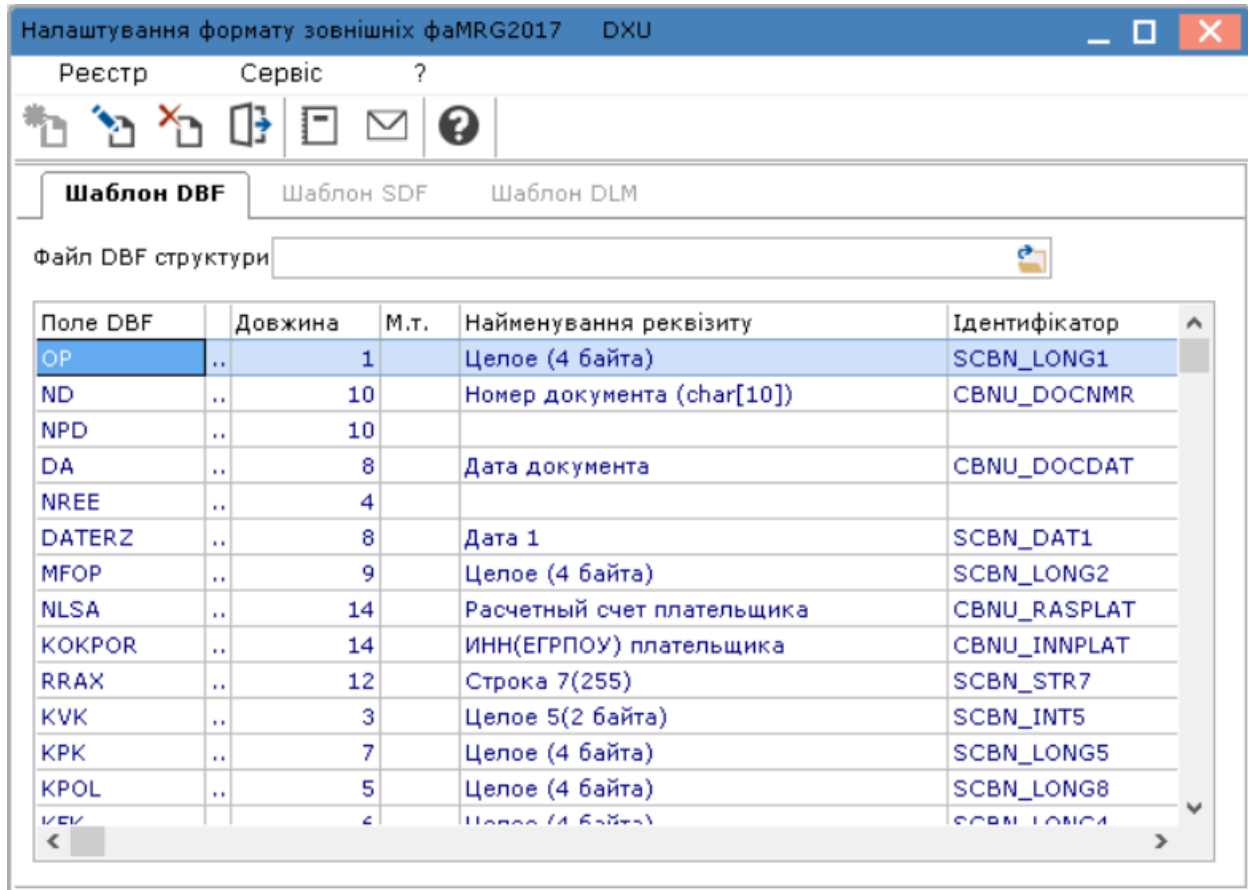 Налаштування формату зовнішніх фаMRG2017 DXU
Реєстр Сервіс ?
Шаблон DBF Шаблон SDF Шаблон DLM
Файл DBF структури
Поле DBF Довжина М.т. Найменування реквізиту Ідентифікатор
OP .. 1 Целое (4 байта) SCBN_LONG1
ND .. 10 Номер документа (char[10]) CBNU_DOCNMR
NPD .. 10
DA .. 8 Дата документа CBNU_DOCDAT
NREE .. 4
DATERZ .. 8 Дата 1 SCBN_DAT1
MFOP .. 9 Целое (4 байта) SCBN_LONG2
NLSA .. 14 Расчетный счет плательщика CBNU_RASPLAT
KOKPOR .. 14 ИНН(ЕГРПОУ) плательщика CBNU_INNPLAT
RRAX .. 12 Строка 7(255) SCBN_STR7
KVK .. 3 Целое 5(2 байта) SCBN_INT5
KPK .. 7 Целое (4 байта) SCBN_LONG5
KPOL .. 5 Целое (4 байта) SCBN_LONG8
Целое (4 байта)